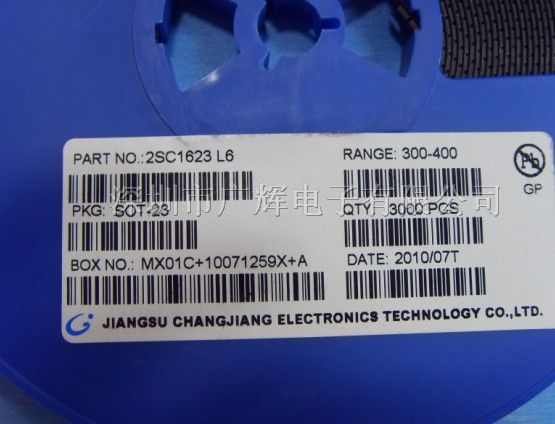 PART NO.:2SC1623 L6
RANGE: 300-400
Pb
GP
深圳市广辉电子有限公司
PKG: SOT-23
QTY: 3000 PCS
BOX NO.: MX01C+10071259X+A
DATE: 2010/07T
JIANGSU CHANGJIANG ELECTRONICS TECHNOLOGY CO.,LTD.